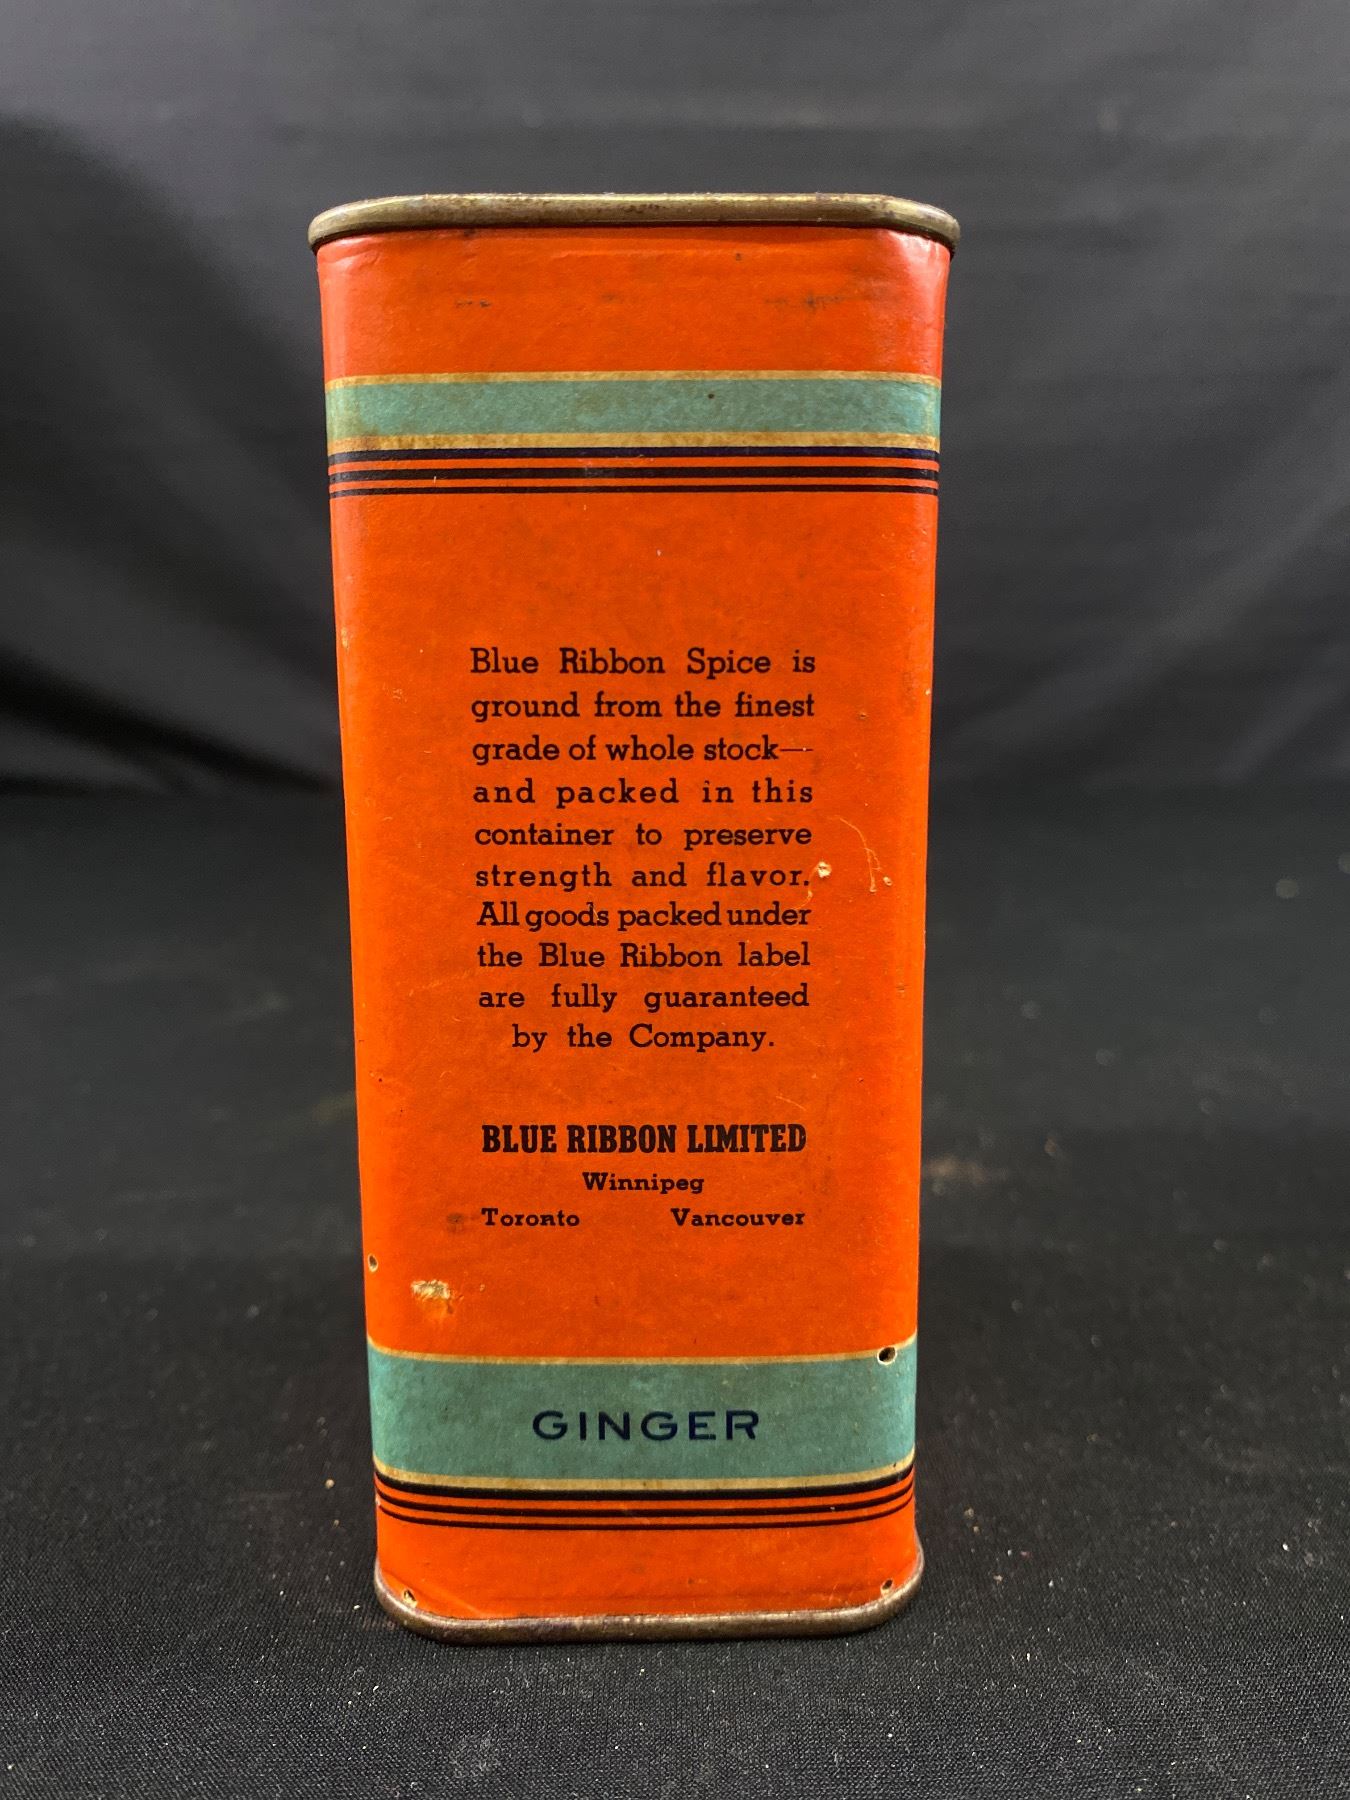 Blue Ribbon Spice is
ground from the finest
grade of whole stock—
and packed in this
container to preserve
strength and flavor.
All goods packed under
the Blue Ribbon label
are fully guaranteed
by the Company.
BLUE RIBBON LIMITED
Winnipeg
Toronto Vancouver
GINGER